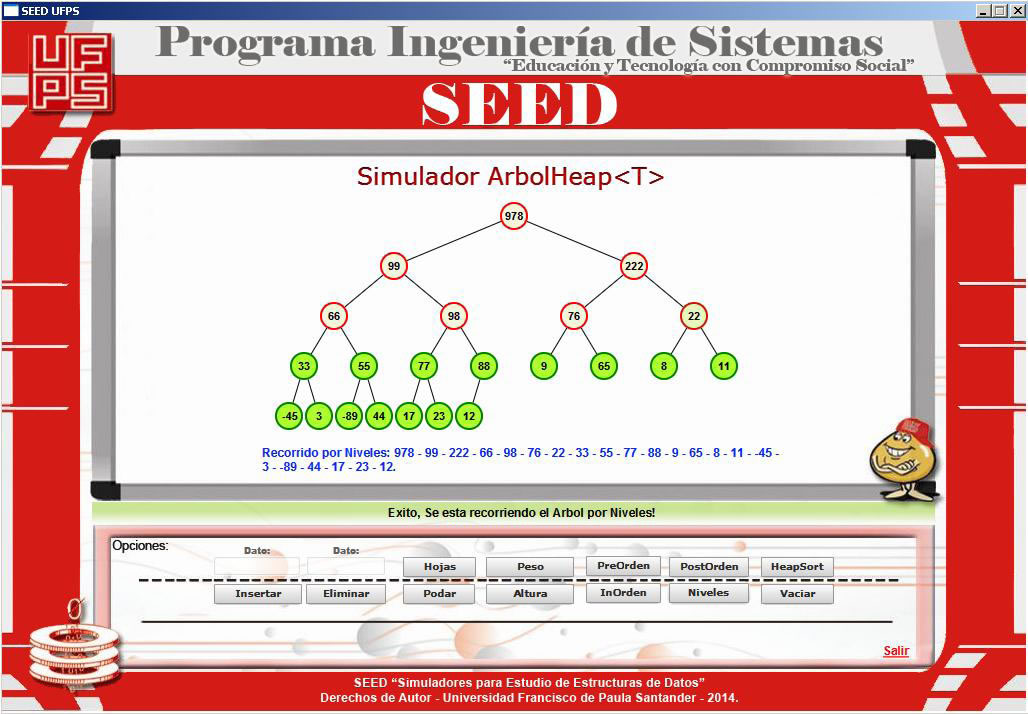 SEED UFPS
UFPS
Programa Ingeniería de Sistemas
“Educación y Tecnología con Compromiso Social”
SEED
Simulador ArbolHeap<T>
978
99 222
66 98 76 22
33 55 77 88 9 65 8 11
-45 3 -89 44 17 23 12
Recorrido por Niveles: 978 - 99 - 222 - 66 - 98 - 76 - 22 - 33 - 55 - 77 - 88 - 9 - 65 - 8 - 11 - -45 -
3 - -89 - 44 - 17 - 23 - 12.
Exito, Se esta recorriendo el Arbol por Niveles!
Opciones:
Dato: Dato:
Hojas Peso PreOrden PostOrden HeapSort
Insertar Eliminar Podar Altura InOrden Niveles Vaciar
Salir
SEED “Simuladores para Estudio de Estructuras de Datos”
Derechos de Autor - Universidad Francisco de Paula Santander - 2014.